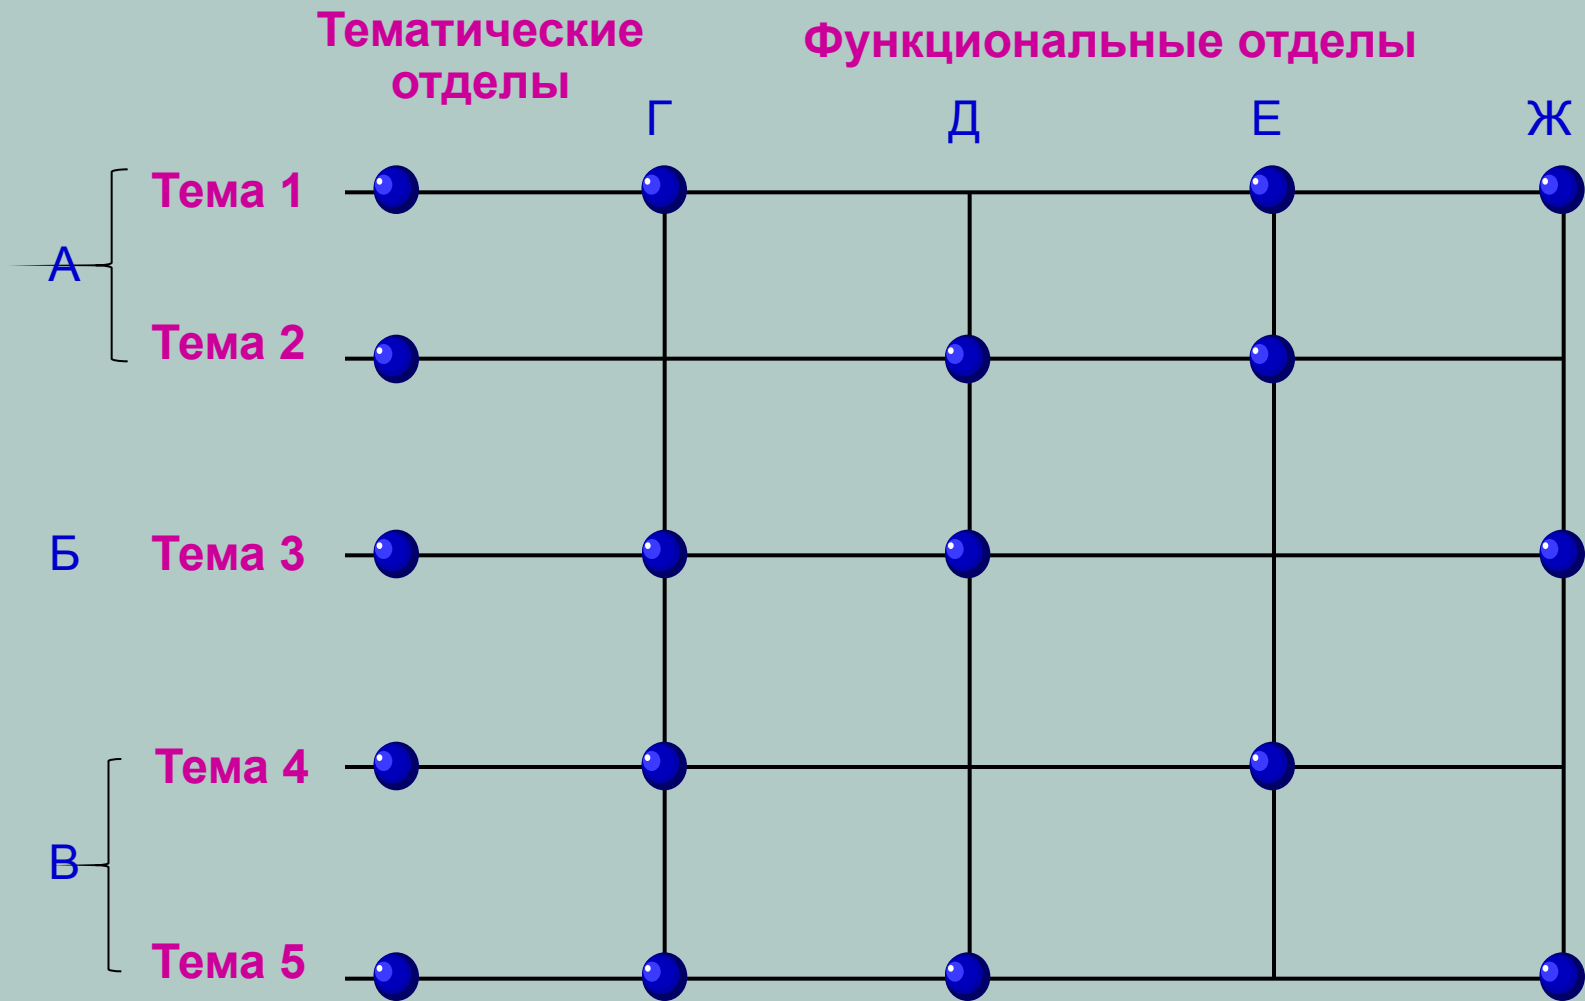 Тематические
отделы
Функциональные отделы
Г Д Е Ж
Тема 1
А
Тема 2
Б Тема 3
Тема 4
В
Тема 5